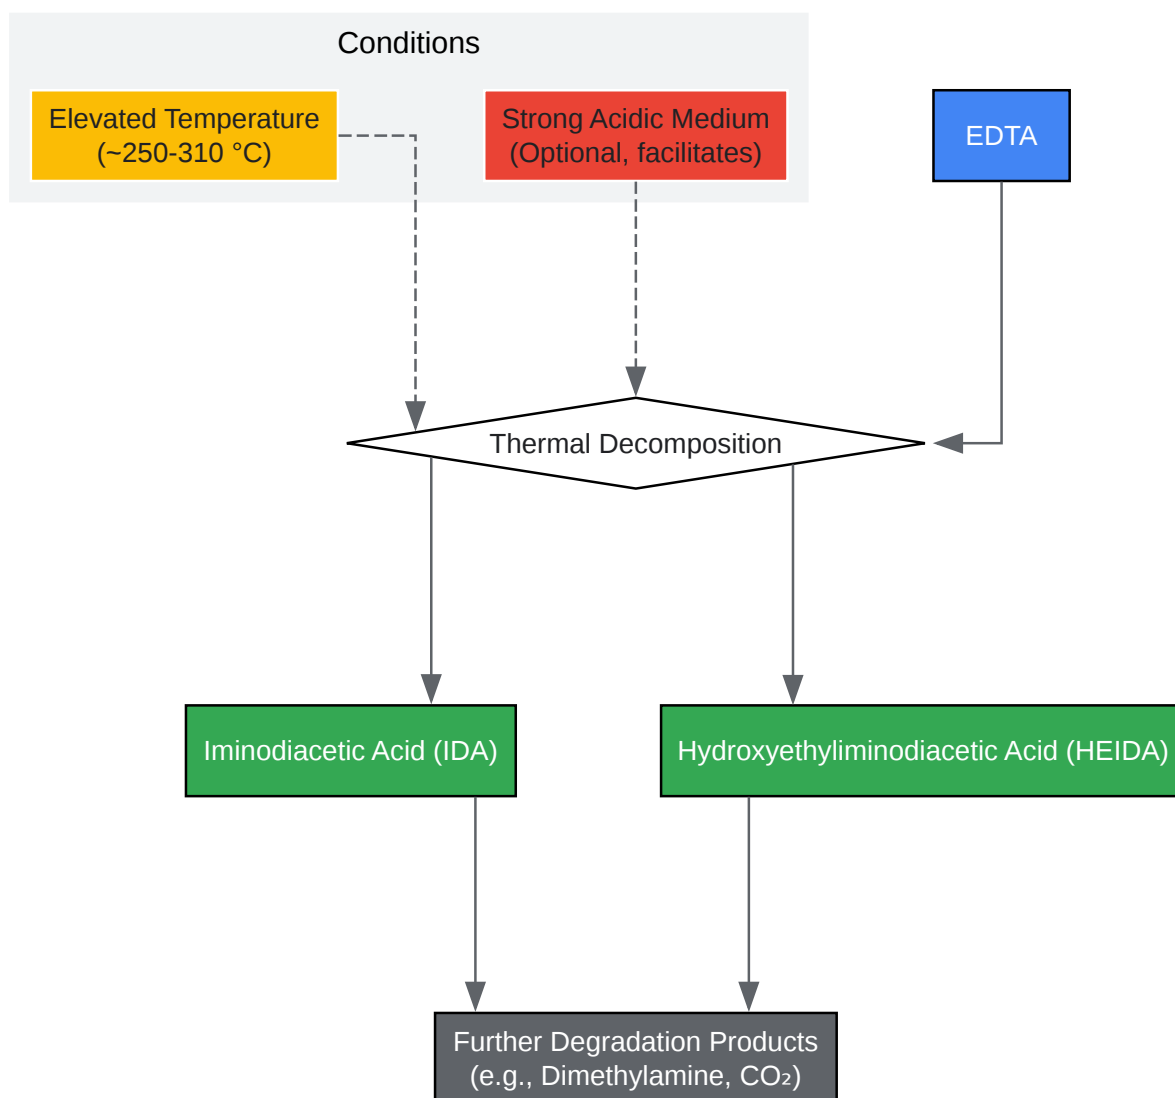 Conditions
Elevated Temperature
(~250-310 °C)
Strong Acidic Medium
(Optional, facilitates)
EDTA
Thermal Decomposition
Iminodiacetic Acid (IDA)
Hydroxyethyliminodiacetic Acid (HEIDA)
Further Degradation Products
(e.g., Dimethylamine, CO₂)